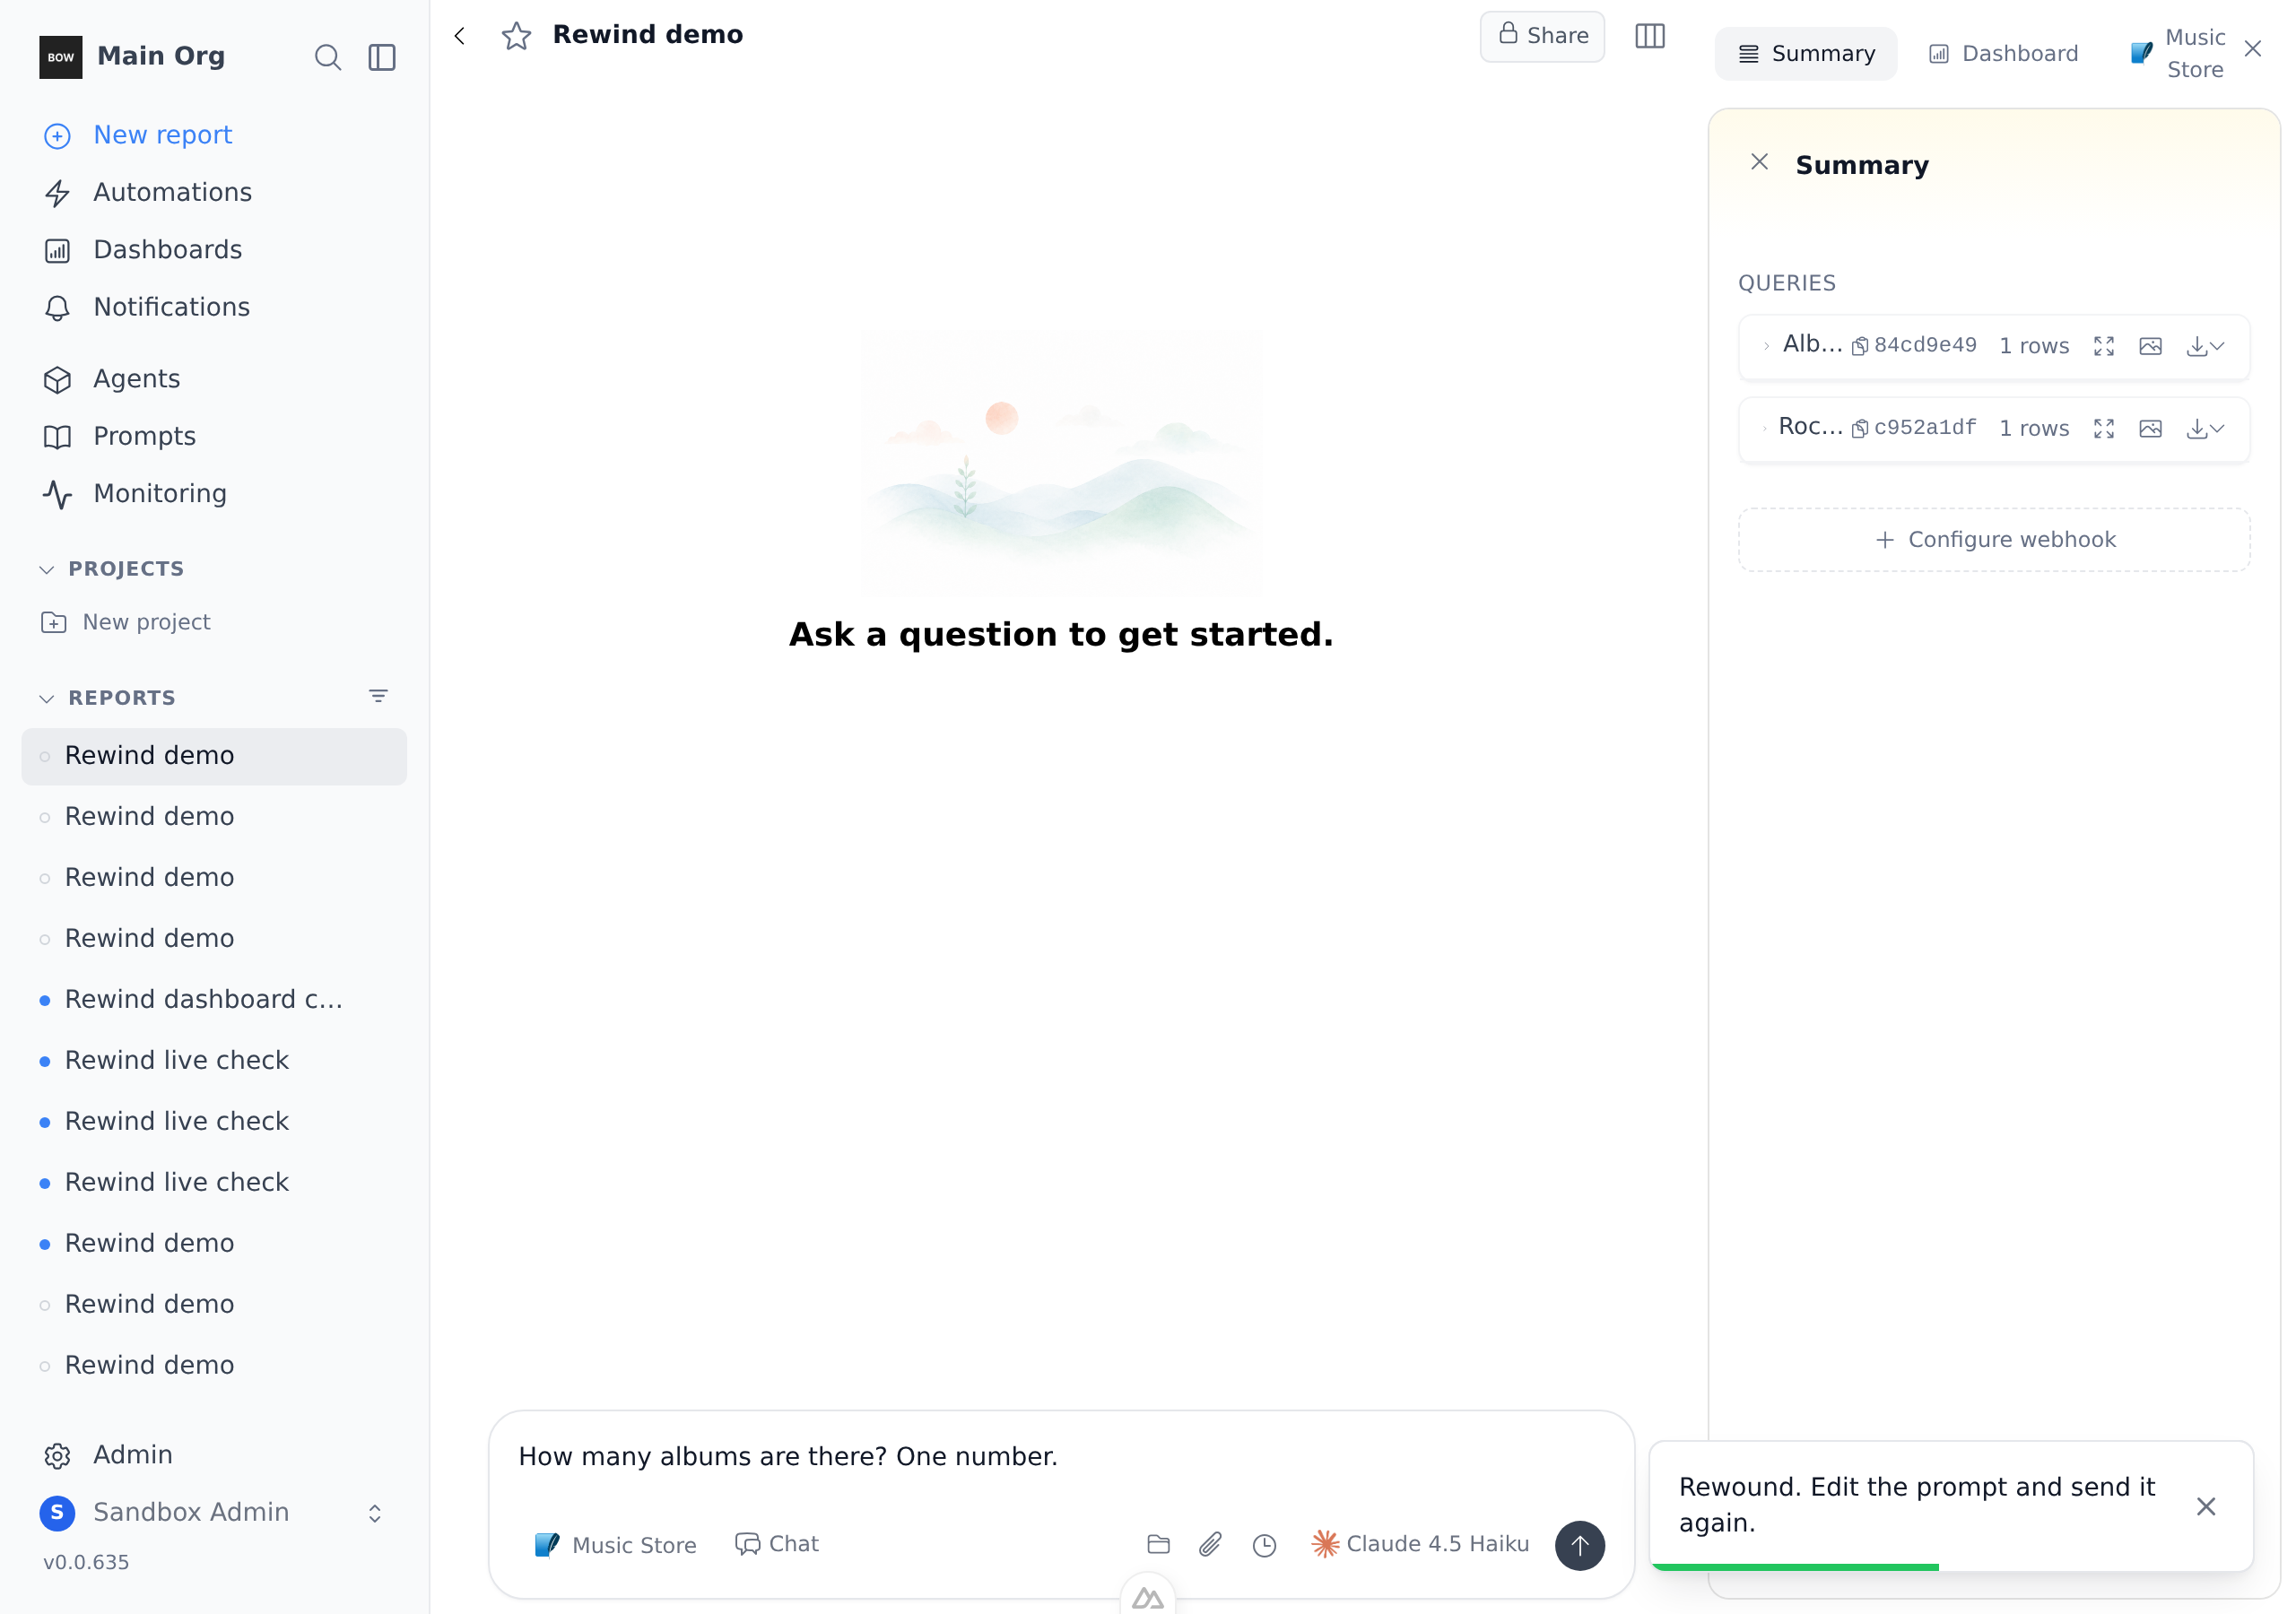 BOW
Main Org
New report
Automations
Dashboards
Notifications
Agents
Prompts
Monitoring
PROJECTS
New project
REPORTS
Rewind demo
Rewind demo
Rewind demo
Rewind demo
Rewind dashboard c...
Rewind live check
Rewind live check
Rewind live check
Rewind demo
Rewind demo
Rewind demo
Admin
S
Sandbox Admin
v0.0.635
Rewind demo
Share
Ask a question to get started.
How many albums are there? One number.
Music Store
Chat
Claude 4.5 Haiku
Summary
Dashboard
Music
Store
Summary
QUERIES
Alb... 84cd9e49 1 rows
Roc... c952a1df 1 rows
Configure webhook
Rewound. Edit the prompt and send it
again.